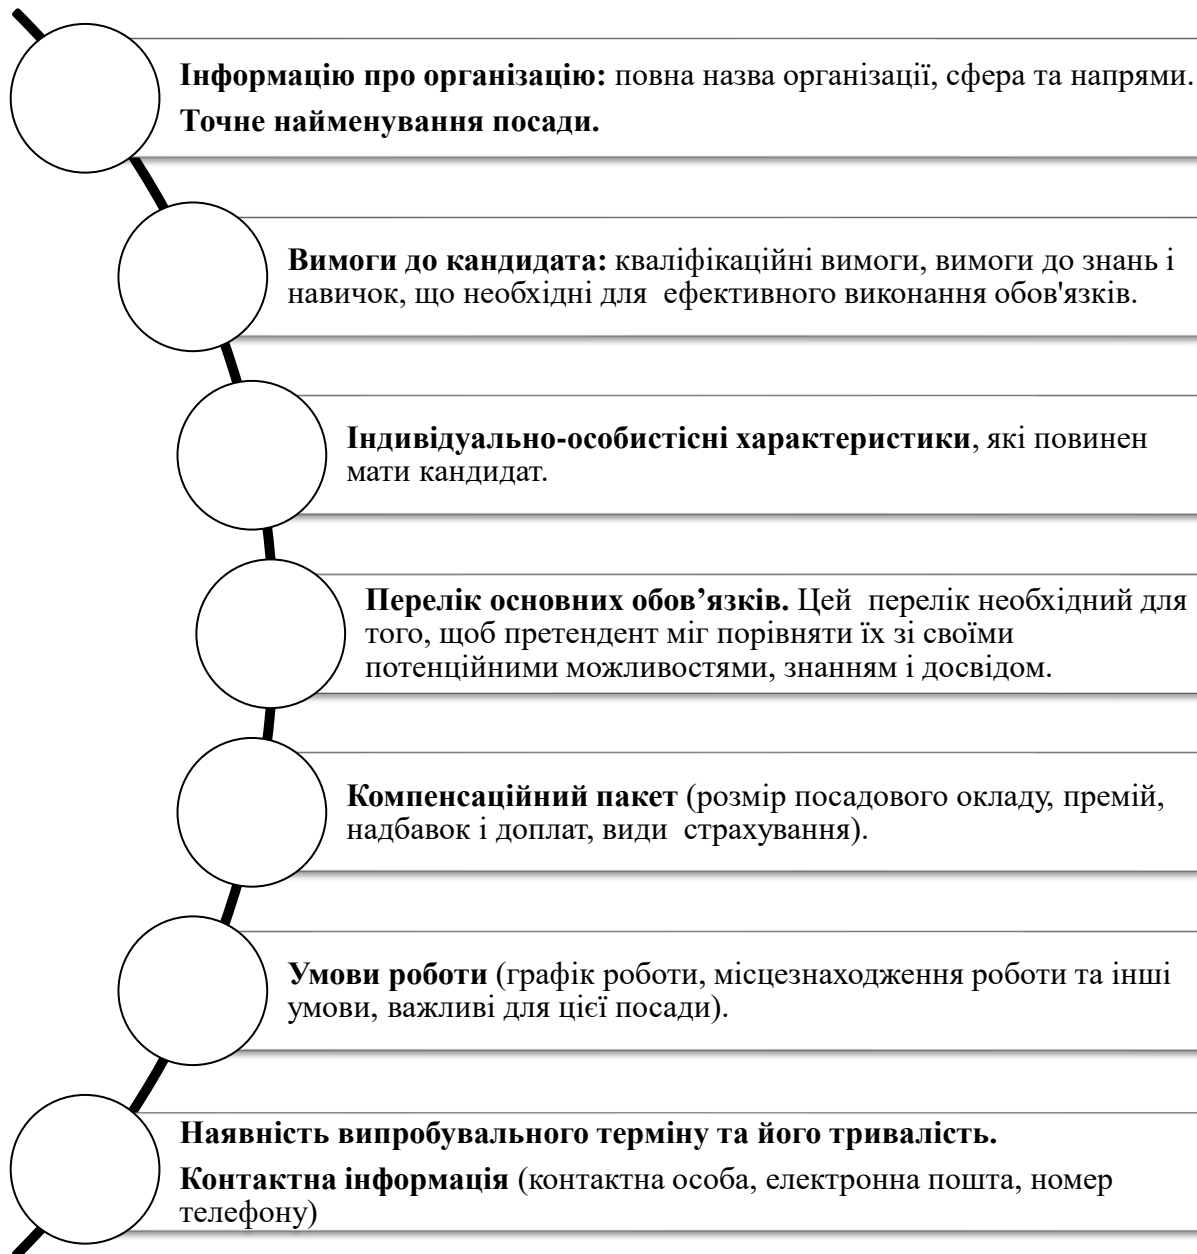 Інформацію про організацію: повна назва організації, сфера та напрями.
Точне найменування посади.
Вимоги до кандидата: кваліфікаційні вимоги, вимоги до знань і
навичок, що необхідні для  ефективного виконання обов'язків.
Індивідуально-особистісні характеристики, які повинен
мати кандидат.
Перелік основних обов’язків. Цей  перелік необхідний для
того, щоб претендент міг порівняти їх зі своїми
потенційними можливостями, знанням і досвідом.
Компенсаційний пакет (розмір посадового окладу, премій,
надбавок і доплат, види  страхування).
Умови роботи (графік роботи, місцезнаходження роботи та інші
умови, важливі для цієї посади).
Наявність випробувального терміну та його тривалість.
Контактна інформація (контактна особа, електронна пошта, номер
телефону)